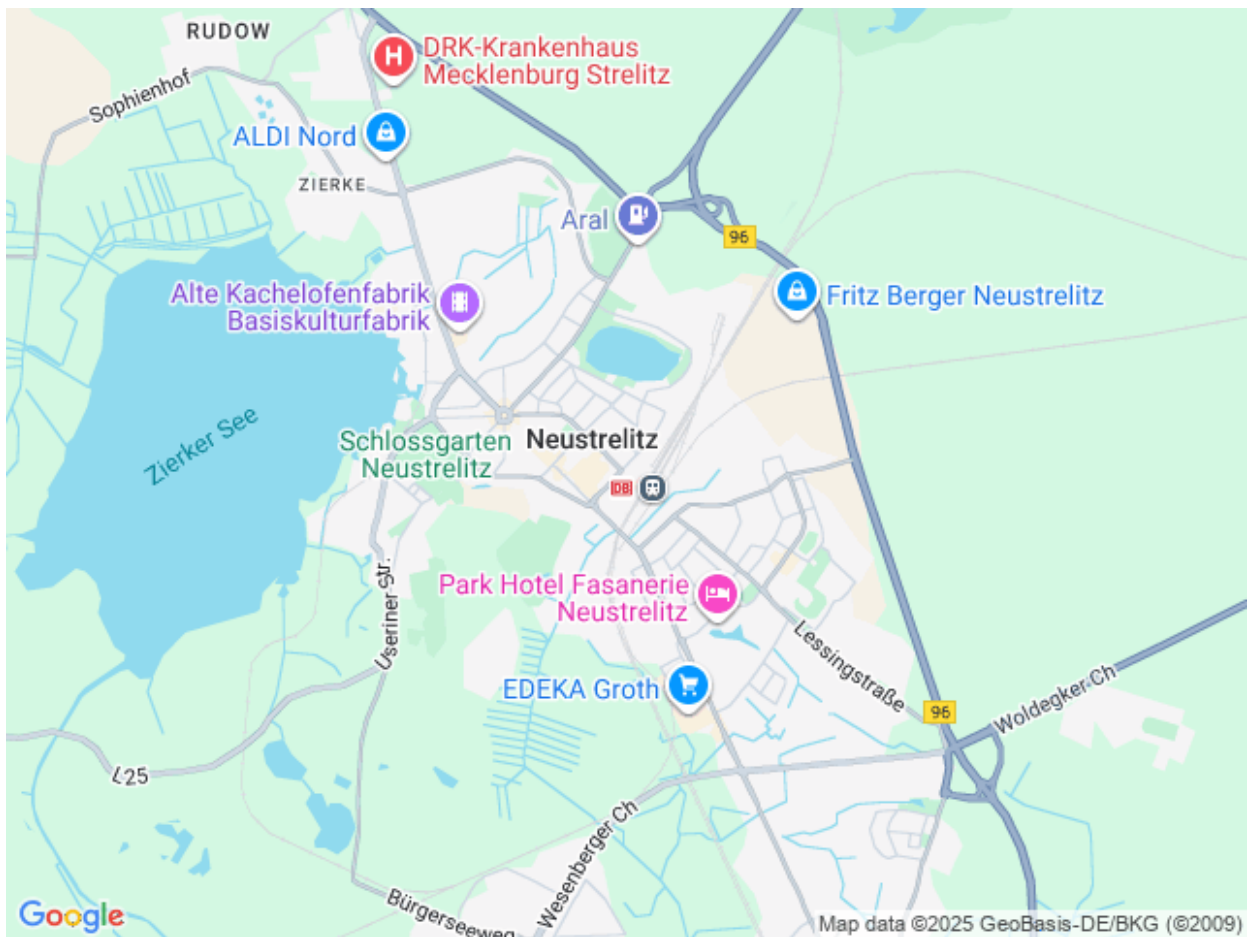 RUDOW
DRK-Krankenhaus
Mecklenburg Strelitz
Sophienhof
ALDI Nord
ZIERKE
Aral
96
Alte Kachelofenfabrik
Basiskulturfabrik
Fritz Berger Neustrelitz
Zierker See
Schlossgarten
Neustrelitz
Neustrelitz
DB
Park Hotel Fasanerie
Neustrelitz
Useriner Str.
Lessingstraße
EDEKA Groth
96
Woldegker Ch
L25
Wesenberger Ch
Bürgerseeweg
Google
Map data ©2025 GeoBasis-DE/BKG (©2009)